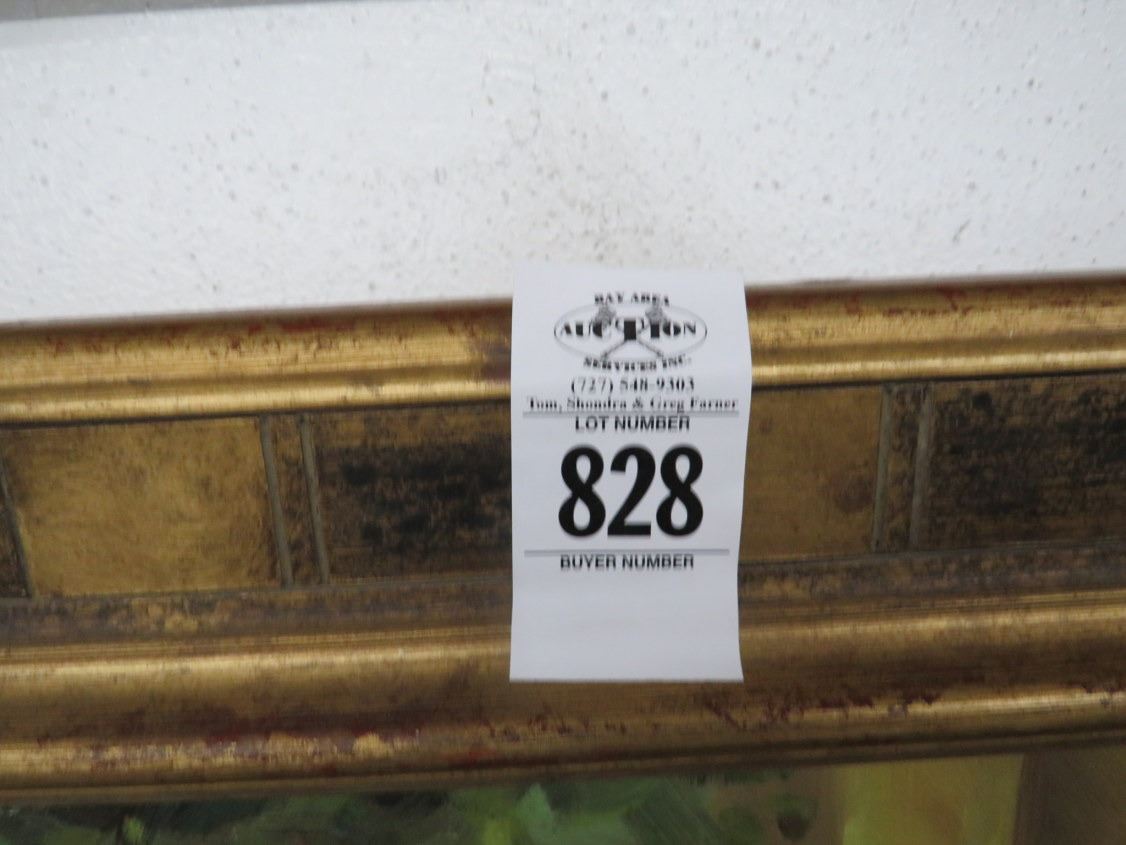 BAY AREA
AUCTION
SERVICES INC.
(727) 548-9303
Tom, Shondra & Greg Farner
LOT NUMBER
828
BUYER NUMBER